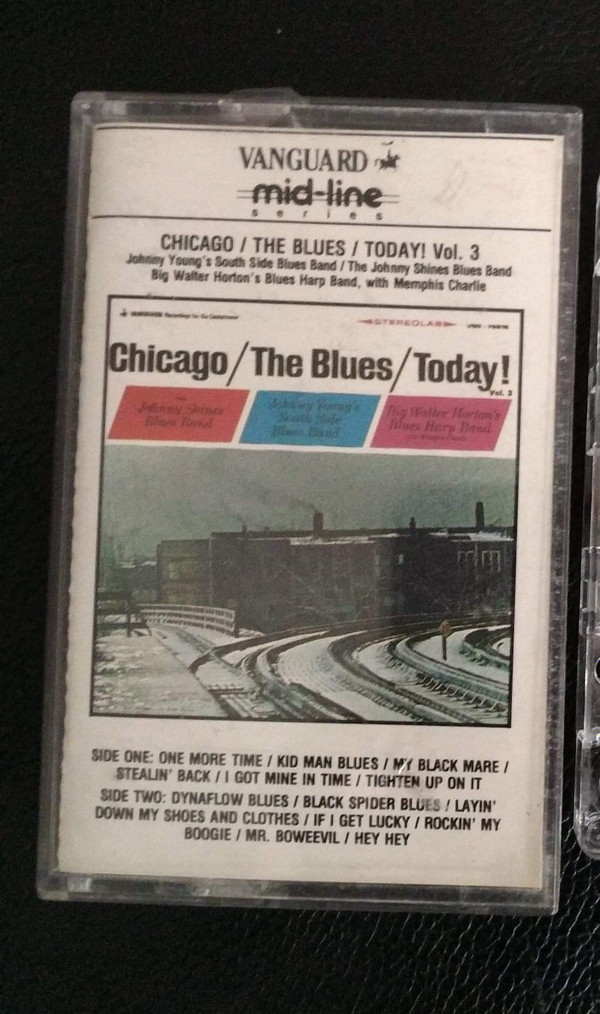 VANGUARD
mid-line
series
CHICAGO / THE BLUES / TODAY! Vol. 3
Johnny Young's South Side Blues Band / The Johnny Shines Blues Band
Big Walter Horton's Blues Harp Band, with Memphis Charlie
STEREOLAB
Chicago/The Blues/Today!
Vol. 3
Johnny Shines
Blues Band
Johnny Young's
South Side
Blues Band
Big Walter Horton's
Blues Harp Band
SIDE ONE: ONE MORE TIME / KID MAN BLUES / MY BLACK MARE /
STEALIN' BACK / I GOT MINE IN TIME / TIGHTEN UP ON IT
SIDE TWO: DYNAFLOW BLUES / BLACK SPIDER BLUES / LAYIN'
DOWN MY SHOES AND CLOTHES / IF I GET LUCKY / ROCKIN' MY
BOOGIE / MR. BOWEEVIL / HEY HEY